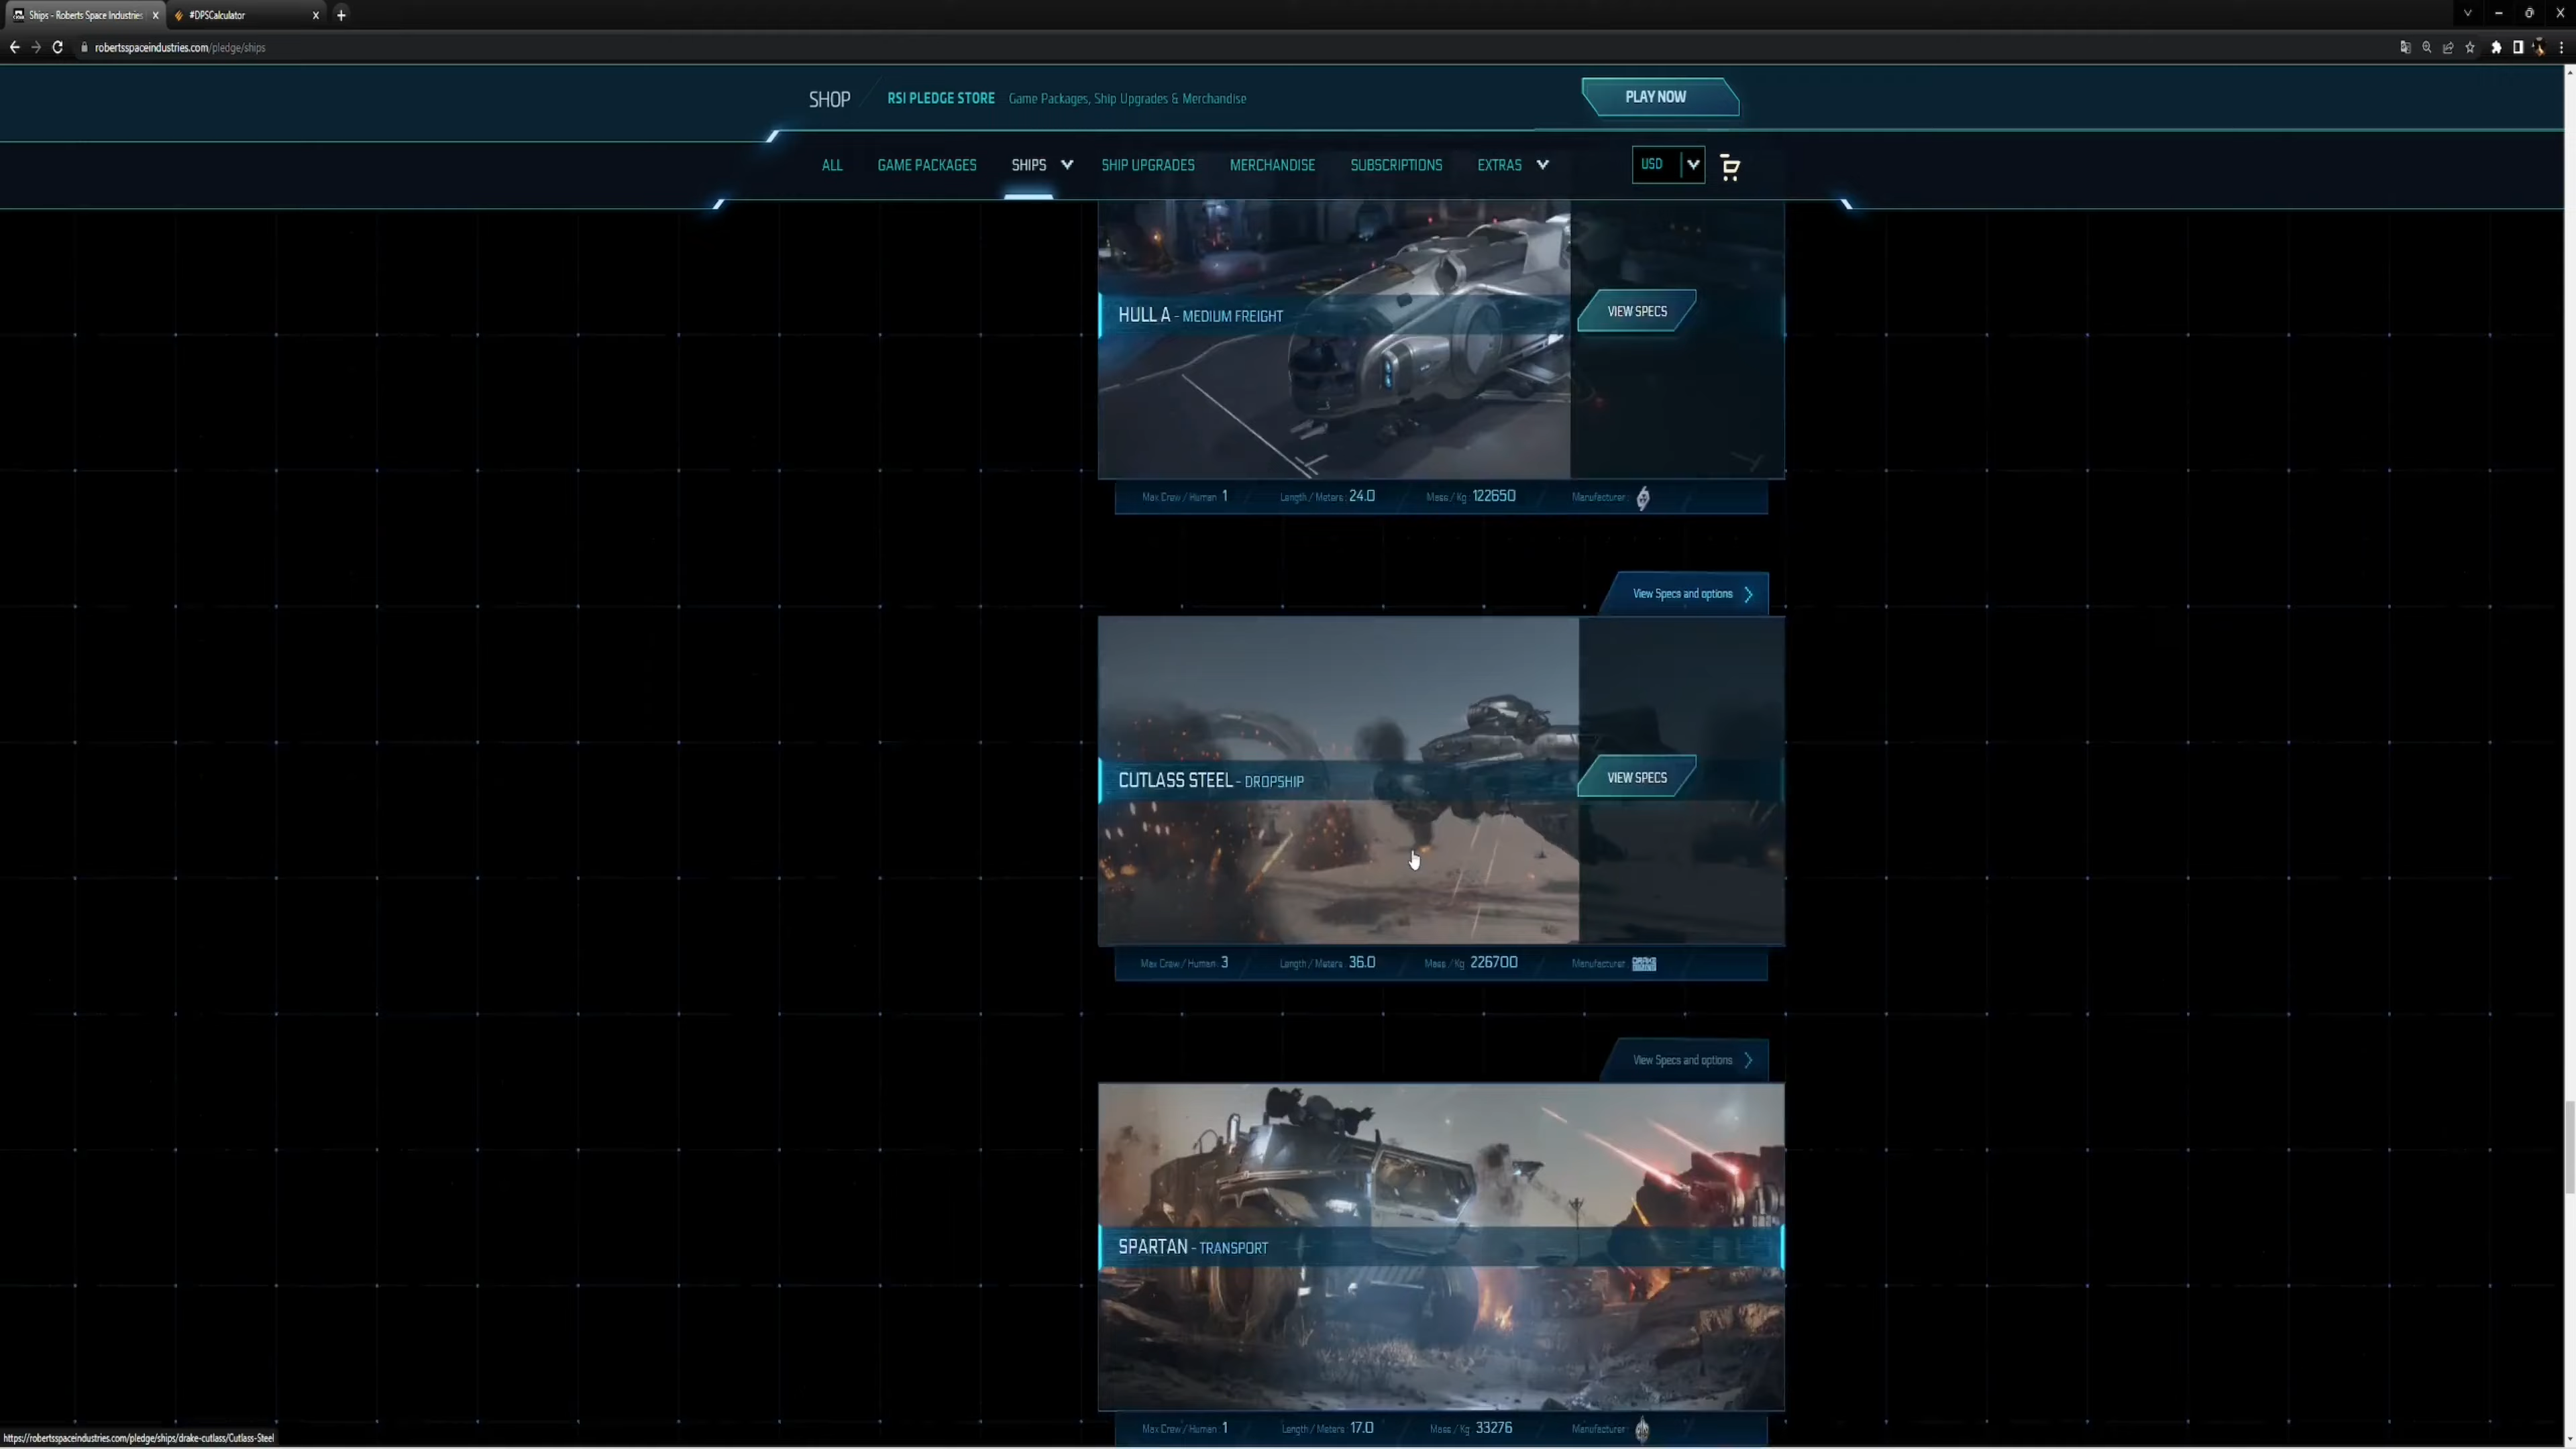 Ships - Roberts Space Industries
#DPSCalculator
robertsspaceindustries.com/pledge/ships
SHOP
RSI PLEDGE STORE
Game Packages, Ship Upgrades & Merchandise
PLAY NOW
ALL
GAME PACKAGES
SHIPS
SHIP UPGRADES
MERCHANDISE
SUBSCRIPTIONS
EXTRAS
USD
HULL A - MEDIUM FREIGHT
VIEW SPECS
Max Crew / Human 1
Length / Meters : 24.0
Mass / Kg : 122650
Manufacturer :
View Specs and options
CUTLASS STEEL - DROPSHIP
VIEW SPECS
Max Crew / Human : 3
Length / Meters 36.0
Mass / Kg 226700
Manufacturer :
DRAKE
View Specs and options
SPARTAN - TRANSPORT
Max Crew / Human : 1
Length / Meters : 17.0
Mass / Kg : 33276
Manufacturer :
https://robertsspaceindustries.com/pledge/ships/drake-cutlass/Cutlass-Steel